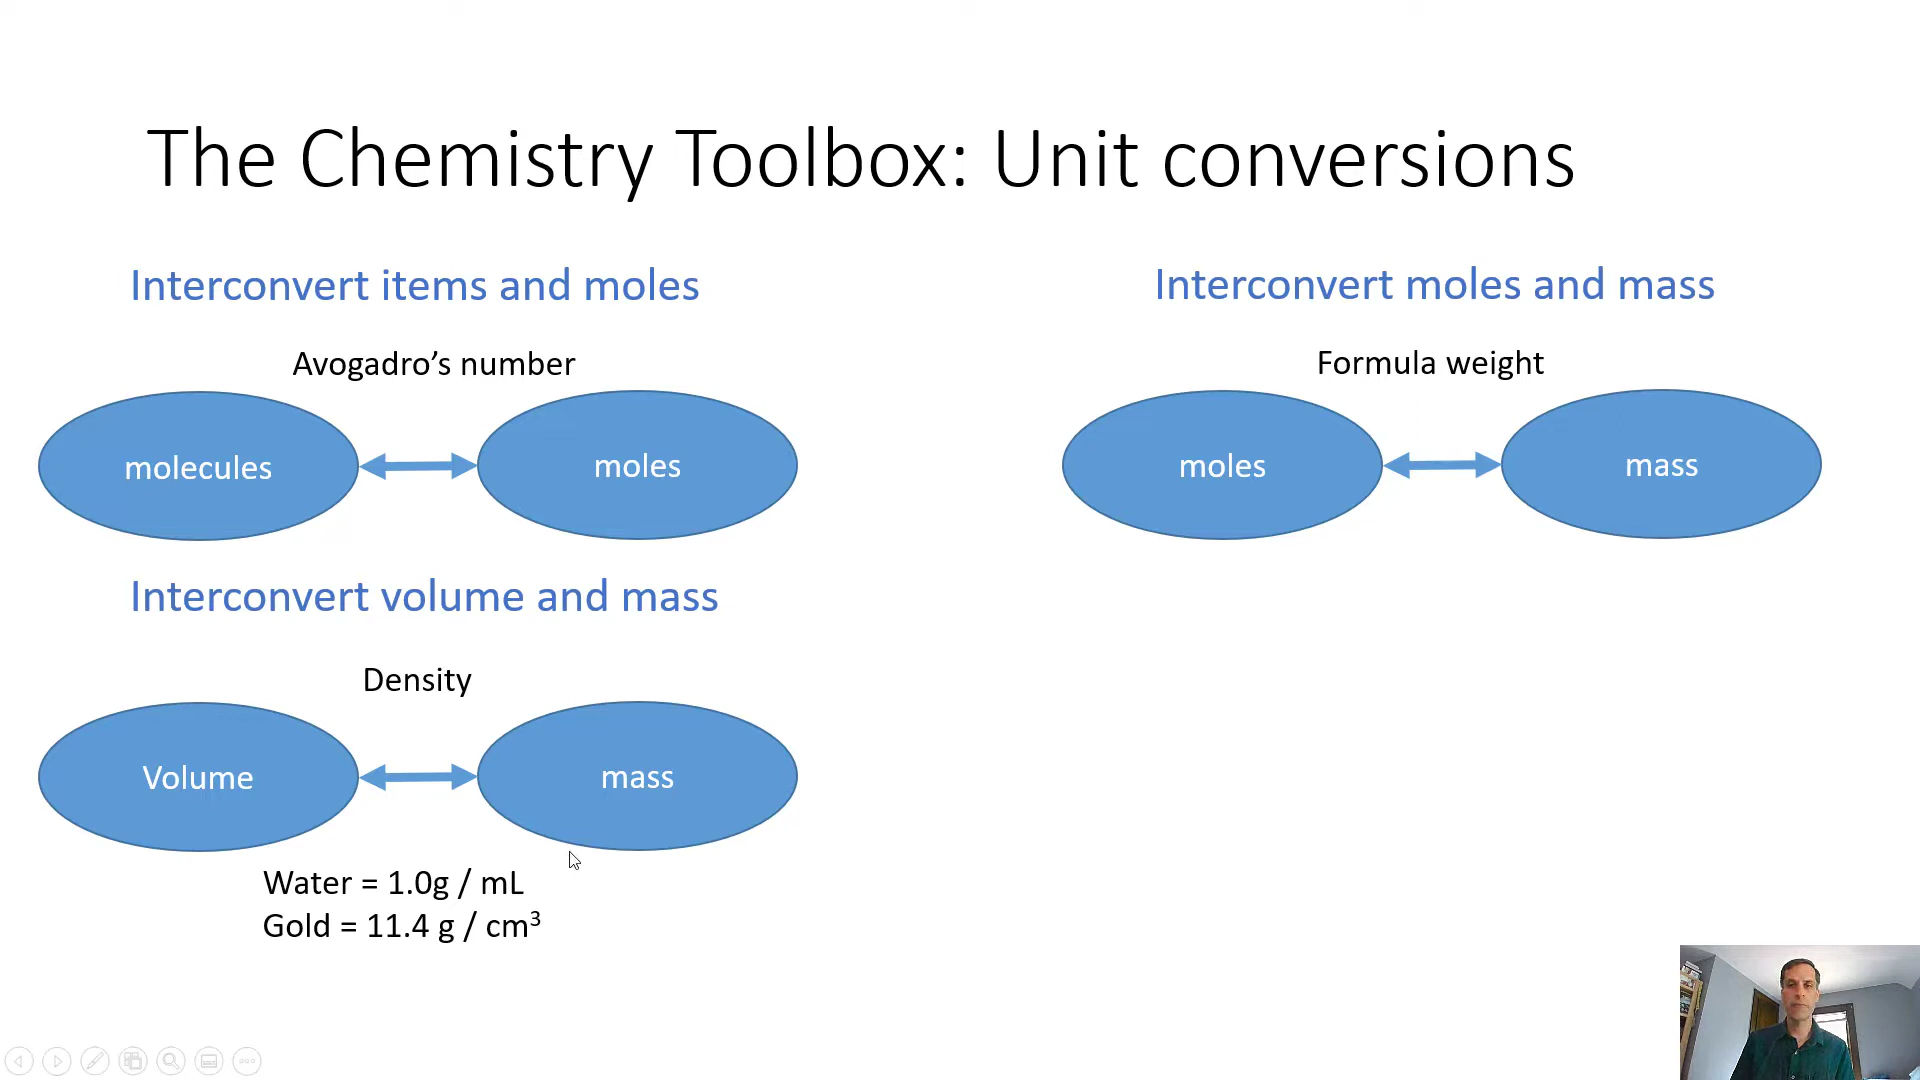 The Chemistry Toolbox: Unit conversions
Interconvert items and moles
Avogadro’s number
molecules
moles
Interconvert moles and mass
Formula weight
moles
mass
Interconvert volume and mass
Density
Volume
mass
Water = 1.0g / mL
Gold = 11.4 g / cm³